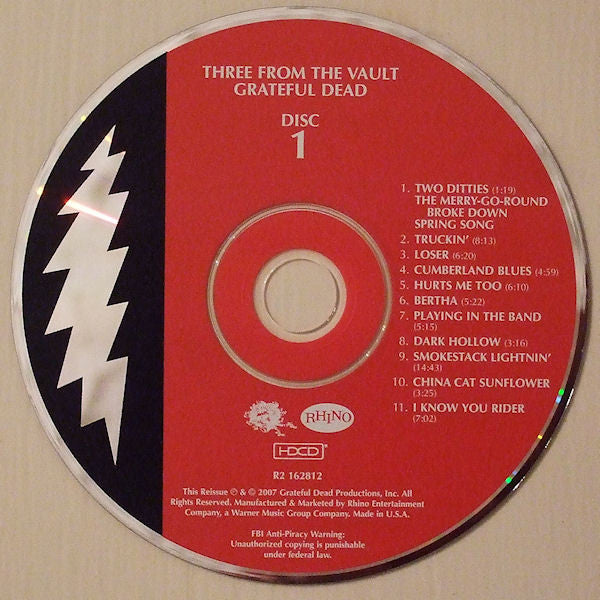 THREE FROM THE VAULT
GRATEFUL DEAD
DISC
1
1. TWO DITTIES (1:19)
THE MERRY-GO-ROUND
BROKE DOWN
SPRING SONG
2. TRUCKIN' (8:13)
3. LOSER (6:20)
4. CUMBERLAND BLUES (4:59)
5. HURTS ME TOO (6:10)
6. BERTHA (5:22)
7. PLAYING IN THE BAND
(5:15)
8. DARK HOLLOW (3:16)
9. SMOKESTACK LIGHTNIN'
(14:43)
10. CHINA CAT SUNFLOWER
(3:25)
11. I KNOW YOU RIDER
(7:02)
RHINO
HDCD
R2 162812
This Reissue ℗ & © 2007 Grateful Dead Productions, Inc. All
Rights Reserved. Manufactured & Marketed by Rhino Entertainment
Company, a Warner Music Group Company. Made in U.S.A.
FBI Anti-Piracy Warning:
Unauthorized copying is punishable
under federal law.